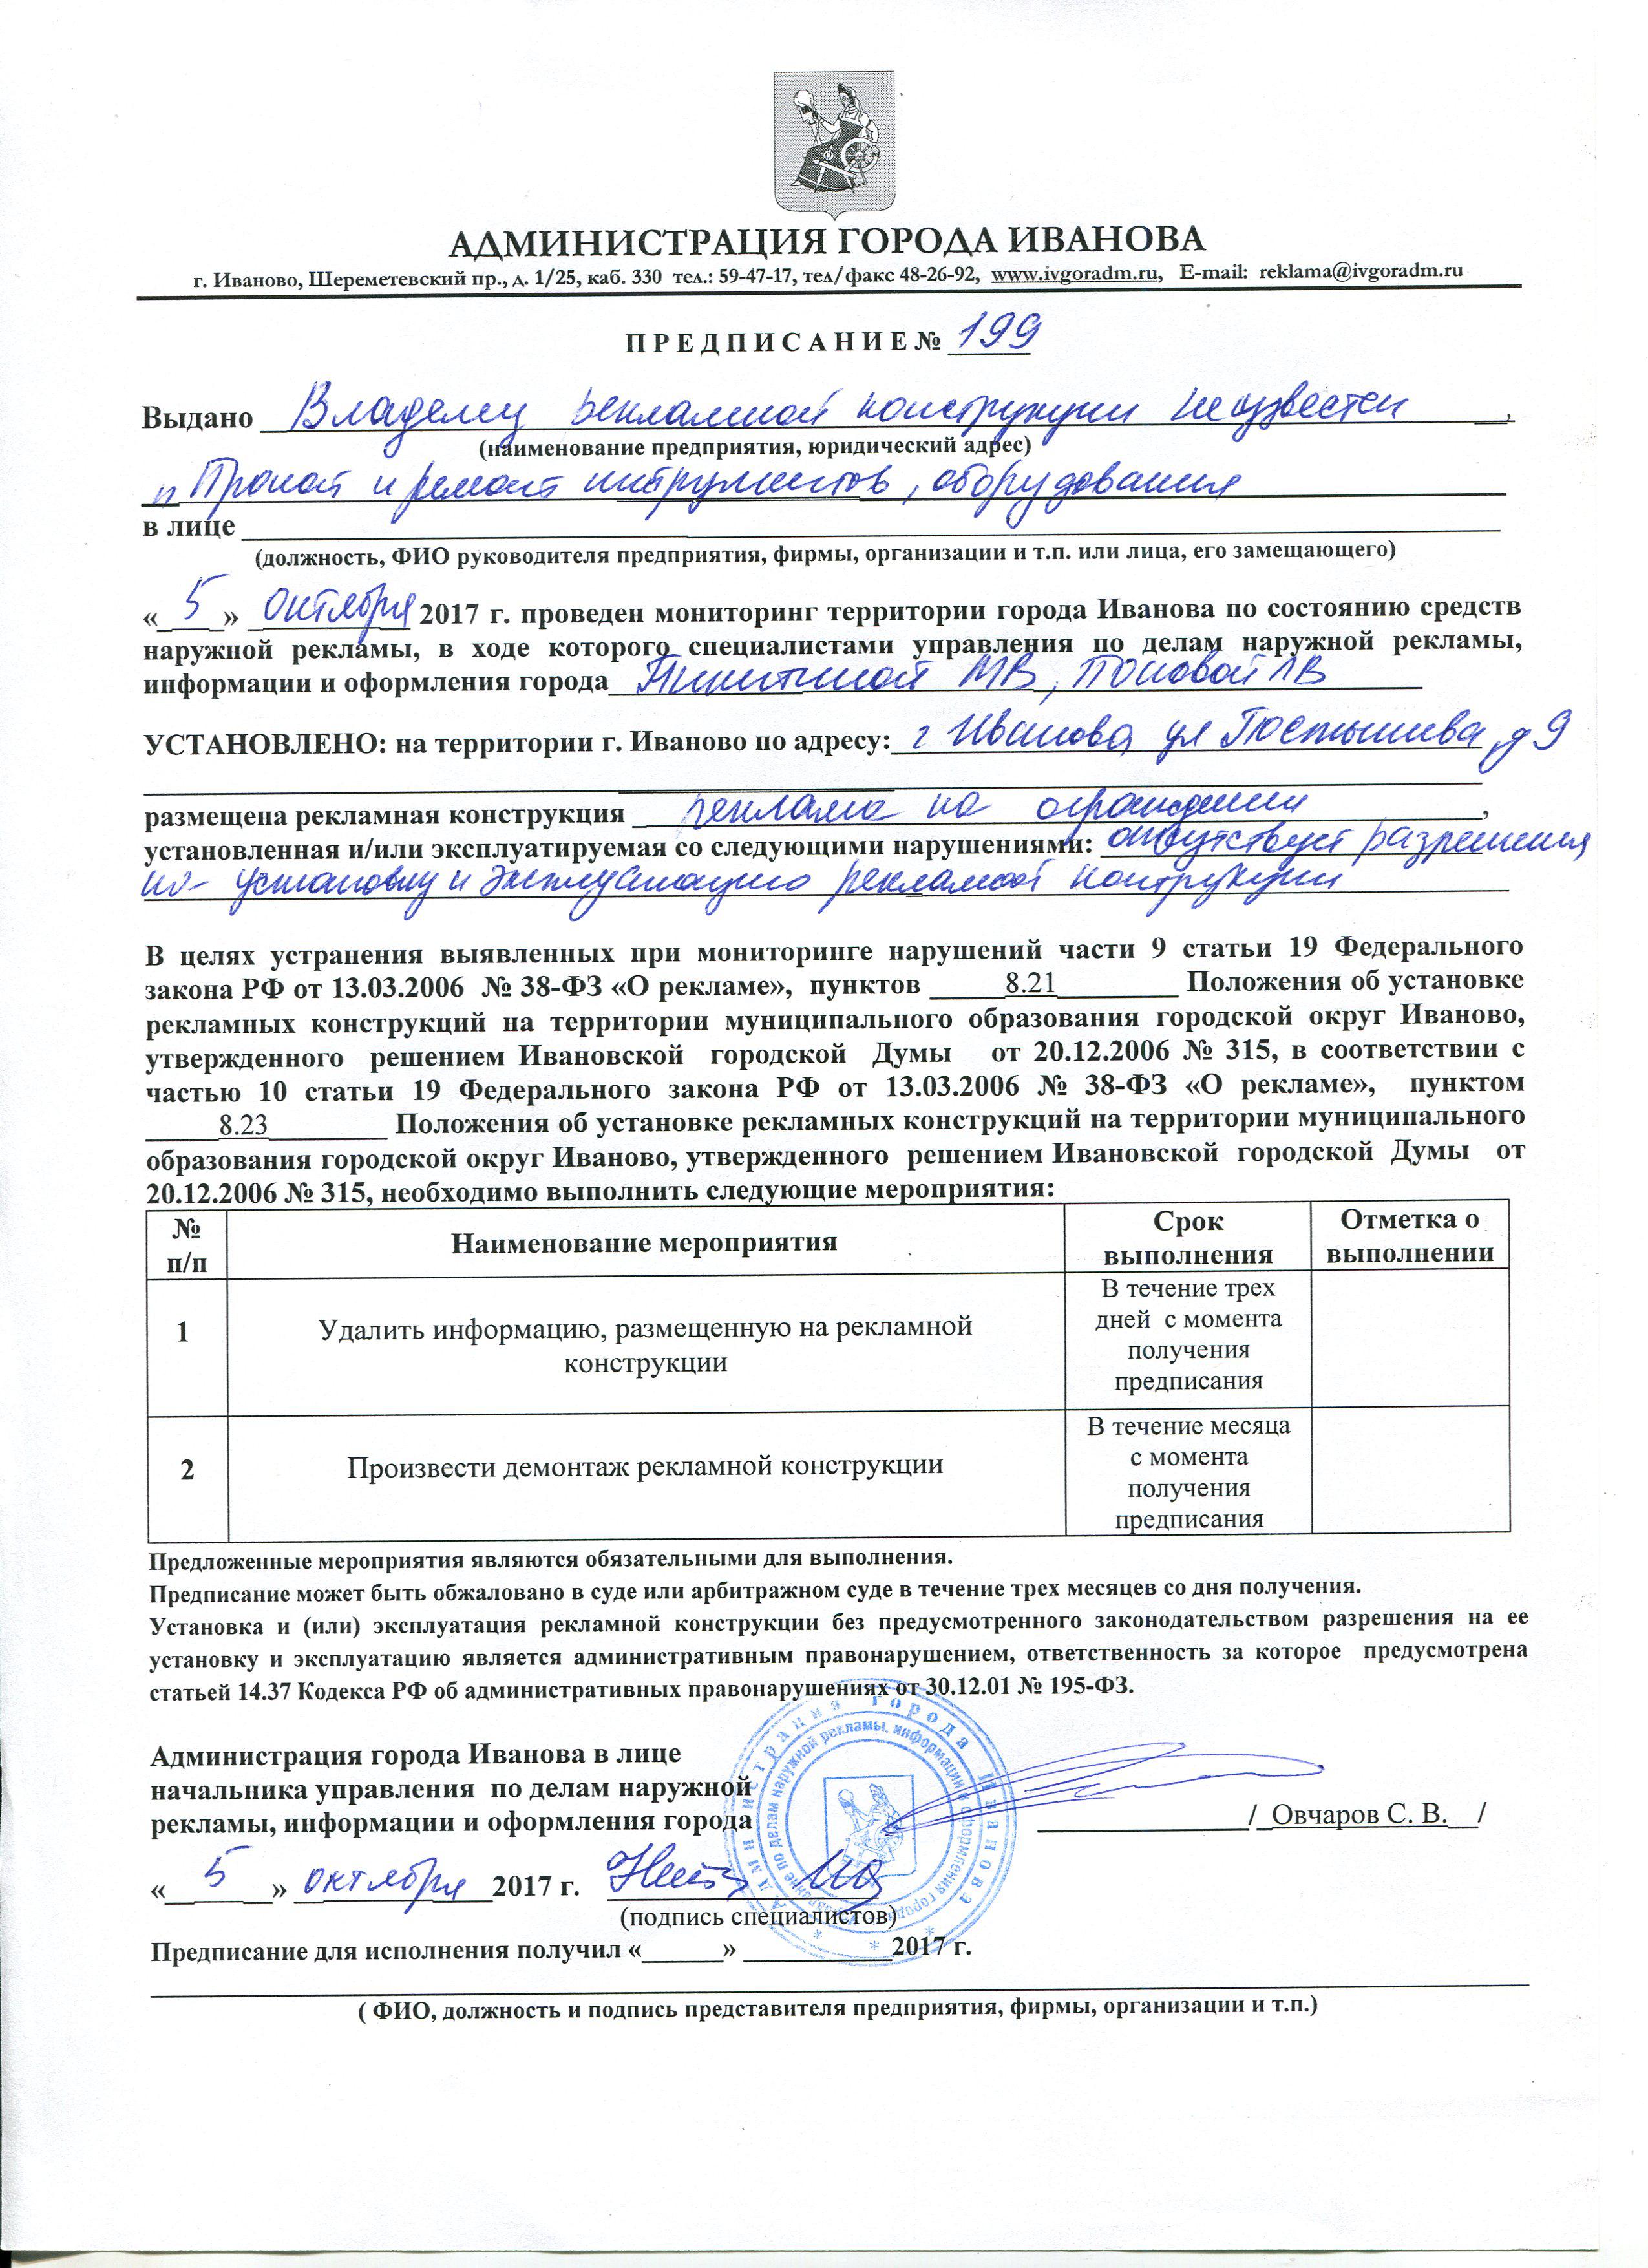 АДМИНИСТРАЦИЯ ГОРОДА ИВАНОВА
г. Иваново, Шереметевский пр., д. 1/25, каб. 330 тел.: 59-47-17, тел/факс 48-26-92, www.ivgoradm.ru, E-mail: reklama@ivgoradm.ru
П Р Е Д П И С А Н И Е № 199
Выдано Владелец рекламной конструкции неизвестен,
(наименование предприятия, юридический адрес)
"Прокат и ремонт интрументов, оборудования
в лице
(должность, ФИО руководителя предприятия, фирмы, организации и т.п. или лица, его замещающего)
«5» октября 2017 г. проведен мониторинг территории города Иванова по состоянию средств
наружной рекламы, в ходе которого специалистами управления по делам наружной рекламы,
информации и оформления города Никитиной МВ, Поповой ЛВ
УСТАНОВЛЕНО: на территории г. Иваново по адресу: г Иваново, ул Постышева, д 9
размещена рекламная конструкция реклама на ограждении,
установленная и/или эксплуатируемая со следующими нарушениями: отсутствует разрешения
на установку и эксплуатацию рекламной контрукции
В целях устранения выявленных при мониторинге нарушений части 9 статьи 19 Федерального
закона РФ от 13.03.2006 № 38-ФЗ «О рекламе», пунктов 8.21 Положения об установке
рекламных конструкций на территории муниципального образования городской округ Иваново,
утвержденного решением Ивановской городской Думы от 20.12.2006 № 315, в соответствии с
частью 10 статьи 19 Федерального закона РФ от 13.03.2006 № 38-ФЗ «О рекламе», пунктом
8.23 Положения об установке рекламных конструкций на территории муниципального
образования городской округ Иваново, утвержденного решением Ивановской городской Думы от
20.12.2006 № 315, необходимо выполнить следующие мероприятия:
№ п/п Наименование мероприятия Срок выполнения Отметка о выполнении
1 Удалить информацию, размещенную на рекламной конструкции В течение трех дней с момента получения предписания
2 Произвести демонтаж рекламной конструкции В течение месяца с момента получения предписания
Предложенные мероприятия являются обязательными для выполнения.
Предписание может быть обжаловано в суде или арбитражном суде в течение трех месяцев со дня получения.
Установка и (или) эксплуатация рекламной конструкции без предусмотренного законодательством разрешения на ее
установку и эксплуатацию является административным правонарушением, ответственность за которое предусмотрена
статьей 14.37 Кодекса РФ об административных правонарушениях от 30.12.01 № 195-ФЗ.
Администрация города Иванова в лице
начальника управления по делам наружной
рекламы, информации и оформления города / Овчаров С. В. /
«5» октября 2017 г.
(подпись специалистов)
Предписание для исполнения получил « » 2017 г.
( ФИО, должность и подпись представителя предприятия, фирмы, организации и т.п.)
Администрация города Иванова
по делам наружной рекламы, информации и оформления города